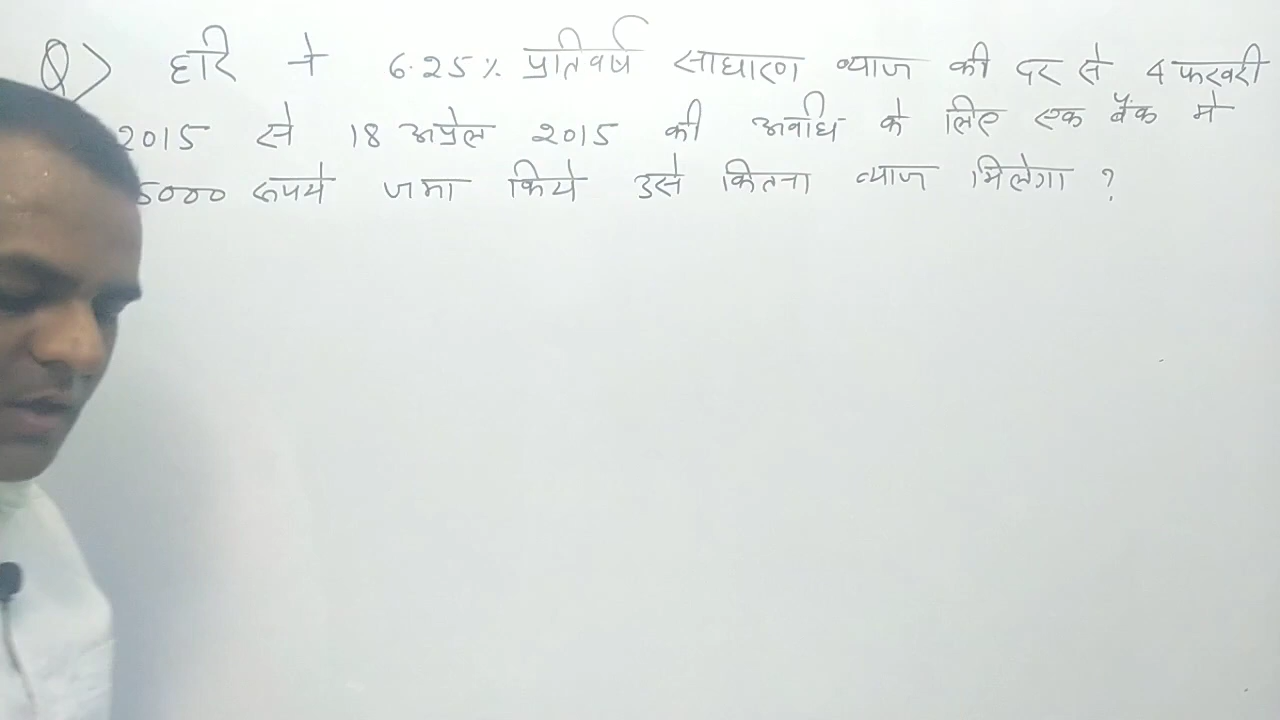 Q> हरि ने 6.25% प्रतिवर्ष साधारण ब्याज की दर से 4 फरवरी
2015 से 18 अप्रेल 2015 की अवधि के लिए एक बैंक मे
5000 रूपये जमा किये उसे कितना ब्याज मिलेगा ?